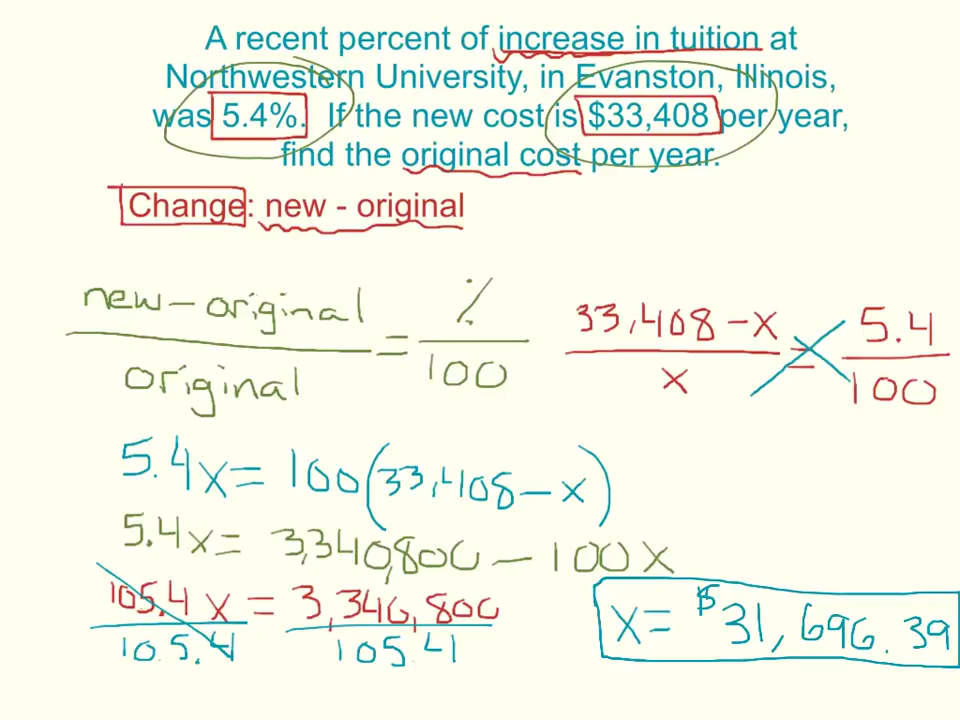 A recent percent of increase in tuition at
Northwestern University, in Evanston, Illinois,
was 5.4%. If the new cost is $33,408 per year,
find the original cost per year.
Change: new - original
new - original / original = % / 100
33,408 - x / x = 5.4 / 100
5.4x = 100(33,408 - x)
5.4x = 3,340,800 - 100x
105.4x = 3,340,800
105.4 105.4
x = $31,696.39